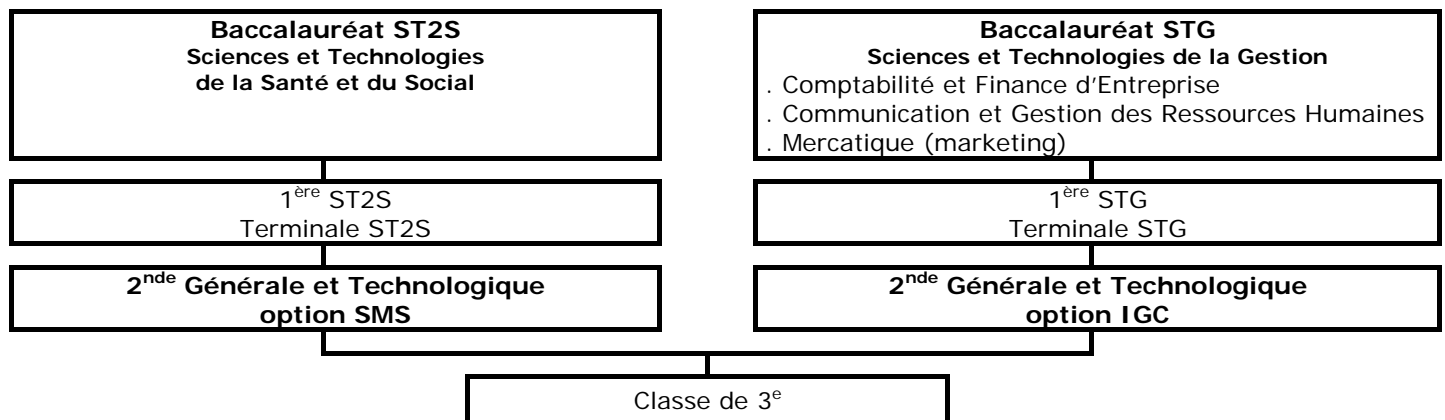 Baccalauréat ST2S
Sciences et Technologies
de la Santé et du Social
Baccalauréat STG
Sciences et Technologies de la Gestion
. Comptabilité et Finance d'Entreprise
. Communication et Gestion des Ressources Humaines
. Mercatique (marketing)
1ère ST2S
Terminale ST2S
1ère STG
Terminale STG
2nde Générale et Technologique
option SMS
2nde Générale et Technologique
option IGC
Classe de 3e